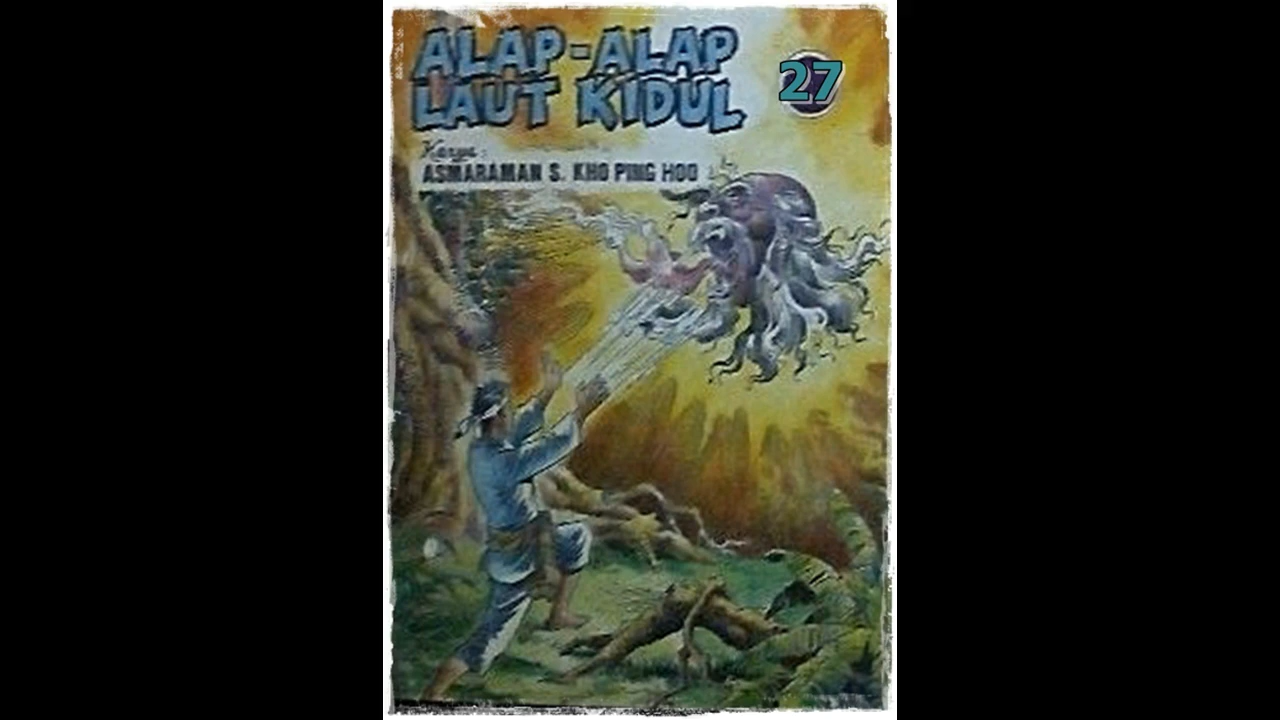 ALAP-ALAP
LAUT KIDUL
27
Karya :
ASMARAMAN S. KHO PING HOO